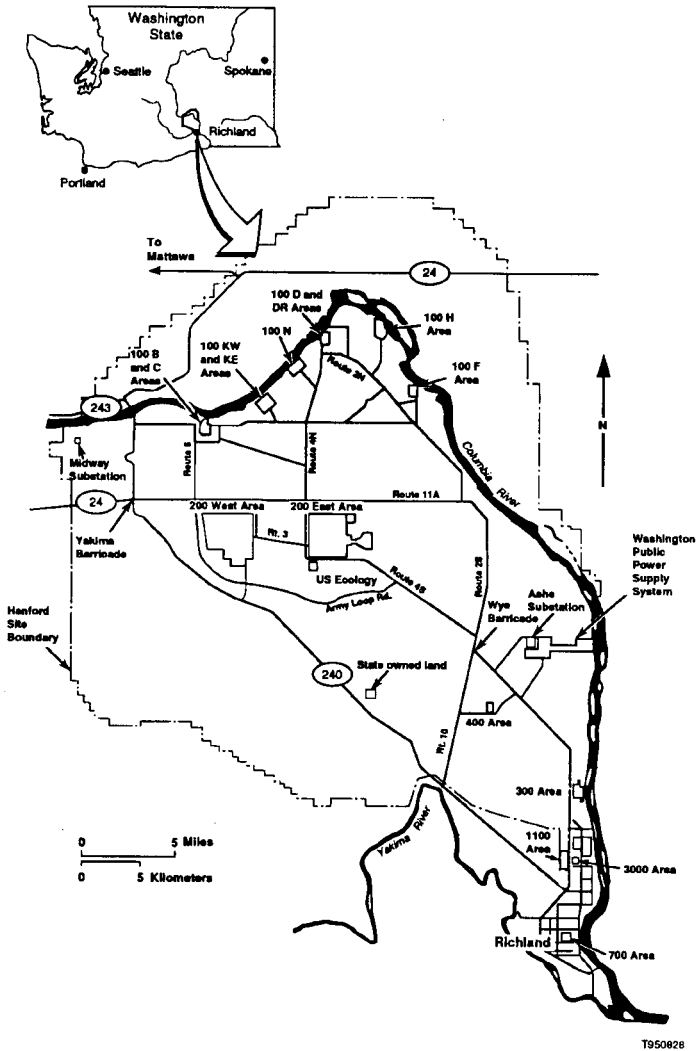 Washington
State
Seattle
Spokane
Richland
Portland
To
Mattawa
24
100 D and
DR Areas
100 H
Area
100 N
100 KW
and KE
Areas
100 B
and C
Areas
Route 2N
100 F
Area
243
N
Midway
Substation
Route 6
Route 4N
Columbia River
Route 11A
24
200 West Area
200 East Area
Yakima
Barricade
Rt. 3
US Ecology
Route 4S
Route 2S
Washington
Public
Power
Supply
System
Army Loop Rd.
Wye
Barricade
Ashe
Substation
Hanford
Site
Boundary
240
State owned land
400 Area
Rt. 10
300 Area
Yakima River
1100
Area
3000 Area
0 5 Miles
0 5 Kilometers
Richland
700 Area
T950828